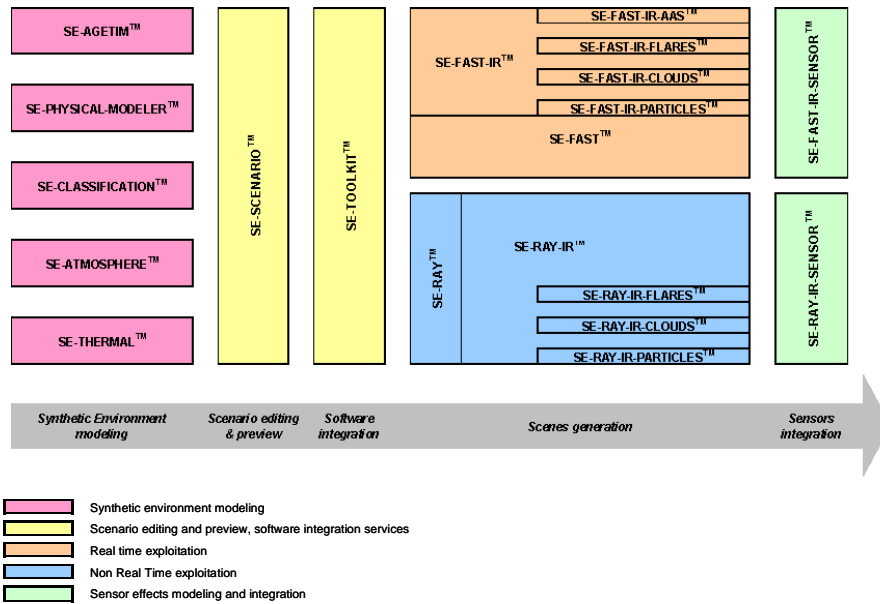 SE-AGETIM™
SE-PHYSICAL-MODELER™
SE-CLASSIFICATION™
SE-ATMOSPHERE™
SE-THERMAL™
SE-SCENARIO™
SE-TOOLKIT™
SE-FAST-IR™
SE-FAST-IR-AAS™
SE-FAST-IR-FLARES™
SE-FAST-IR-CLOUDS™
SE-FAST-IR-PARTICLES™
SE-FAST™
SE-RAY™
SE-RAY-IR™
SE-RAY-IR-FLARES™
SE-RAY-IR-CLOUDS™
SE-RAY-IR-PARTICLES™
SE-FAST-IR-SENSOR™
SE-RAY-IR-SENSOR™
Synthetic Environment
modeling
Scenario editing
& preview
Software
integration
Scenes generation
Sensors
integration
Synthetic environment modeling
Scenario editing and preview, software integration services
Real time exploitation
Non Real Time exploitation
Sensor effects modeling and integration